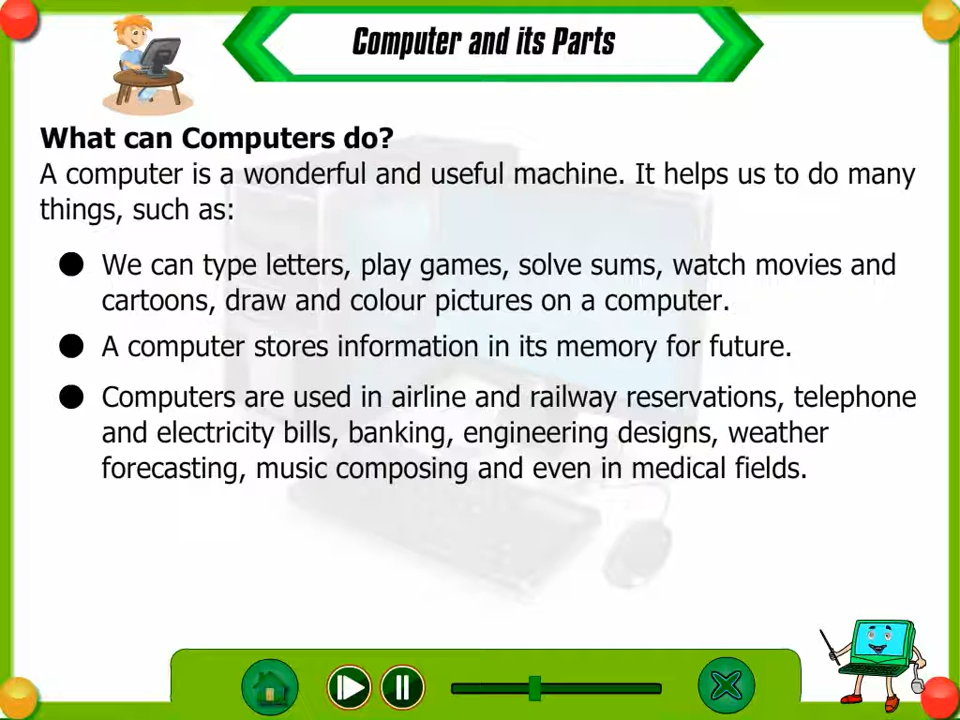 Computer and its Parts
What can Computers do?
A computer is a wonderful and useful machine. It helps us to do many
things, such as:
● We can type letters, play games, solve sums, watch movies and
cartoons, draw and colour pictures on a computer.
● A computer stores information in its memory for future.
● Computers are used in airline and railway reservations, telephone
and electricity bills, banking, engineering designs, weather
forecasting, music composing and even in medical fields.